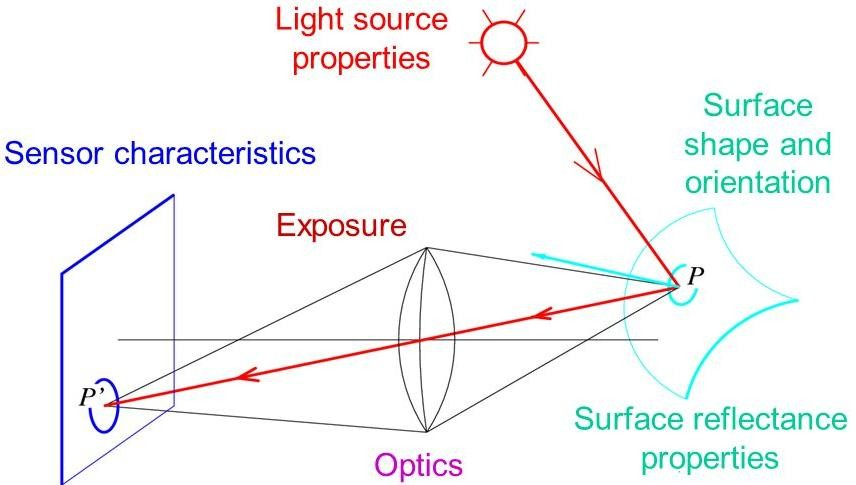 Light source
properties
Surface
shape and
orientation
Sensor characteristics
Exposure
P
P’
Surface reflectance
properties
Optics